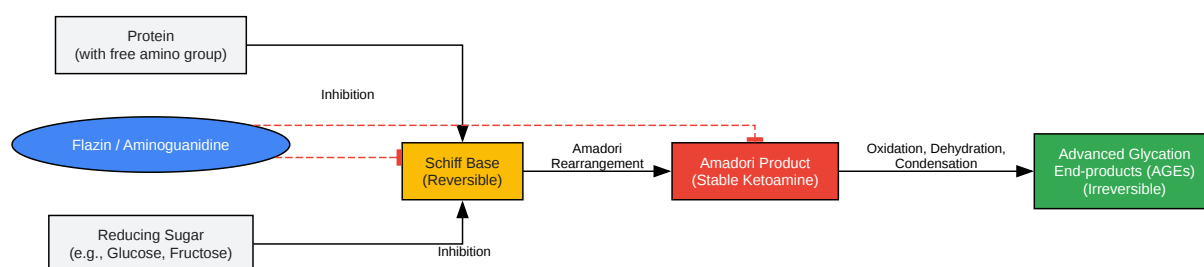 Protein
(with free amino group)
Inhibition
Flazin / Aminoguanidine
Schiff Base
(Reversible)
Amadori
Rearrangement
Amadori Product
(Stable Ketoamine)
Oxidation, Dehydration,
Condensation
Advanced Glycation
End-products (AGEs)
(Irreversible)
Reducing Sugar
(e.g., Glucose, Fructose)
Inhibition